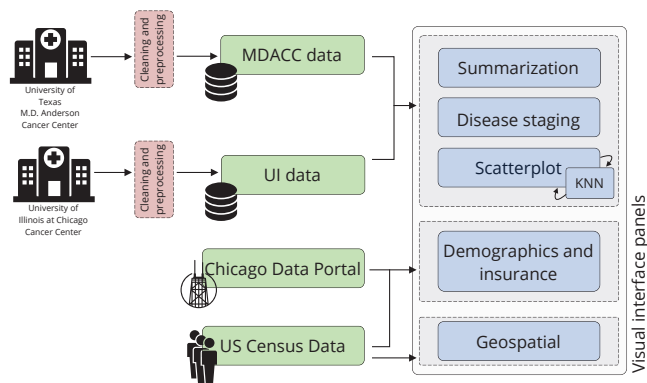 University of
Texas
M.D. Anderson
Cancer Center
Cleaning and
preprocessing
MDACC data
University of
Illinois at Chicago
Cancer Center
Cleaning and
preprocessing
UI data
Chicago Data Portal
US Census Data
Summarization
Disease staging
Scatterplot
KNN
Demographics and
insurance
Geospatial
Visual interface panels